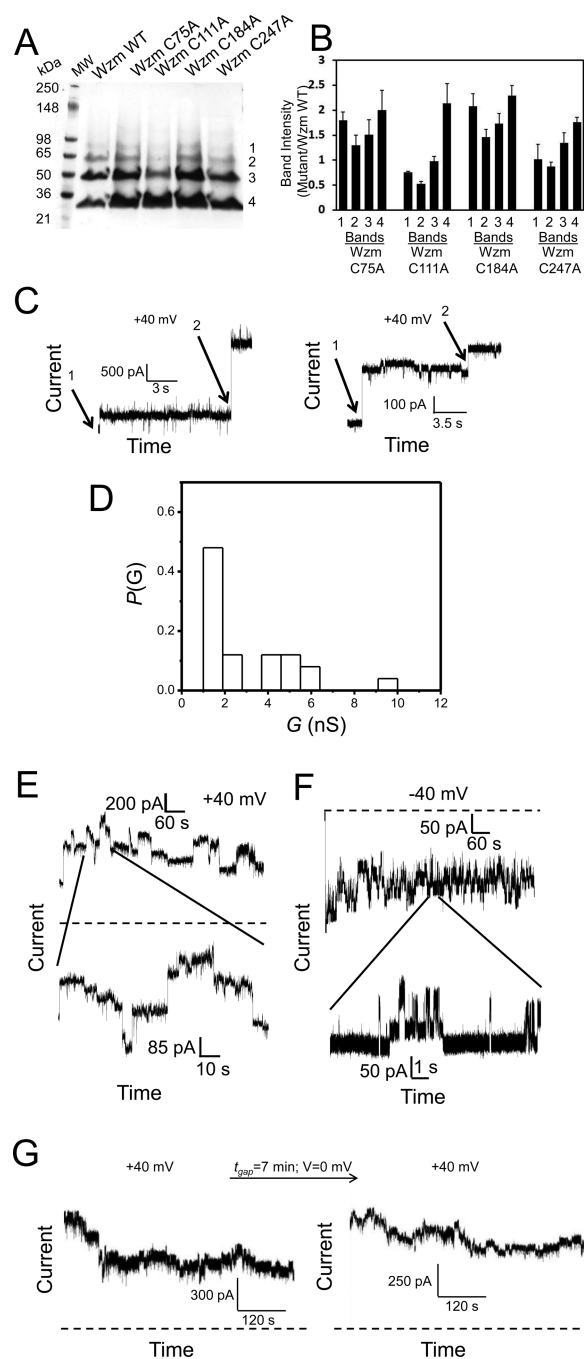 A
kDa
MW
Wzm WT
Wzm C75A
Wzm C111A
Wzm C184A
Wzm C247A
250
148
98
65
50
36
21
1
2
3
4
B
Band Intensity
(Mutant/Wzm WT)
2.5
2
1.5
1
0.5
0
1 2 3 4
1 2 3 4
1 2 3 4
1 2 3 4
Bands
Wzm
C75A
Bands
Wzm
C111A
Bands
Wzm
C184A
Bands
Wzm
C247A
C
Current
+40 mV
1
2
500 pA
3 s
Time
Current
+40 mV
1
2
100 pA
3.5 s
Time
D
P(G)
0.6
0.4
0.2
0.0
0 2 4 6 8 10 12
G (nS)
E
200 pA
60 s
+40 mV
Current
85 pA
10 s
Time
F
-40 mV
50 pA
60 s
Current
50 pA
1 s
Time
G
+40 mV
tgap=7 min; V=0 mV
+40 mV
Current
300 pA
120 s
Time
Current
250 pA
120 s
Time